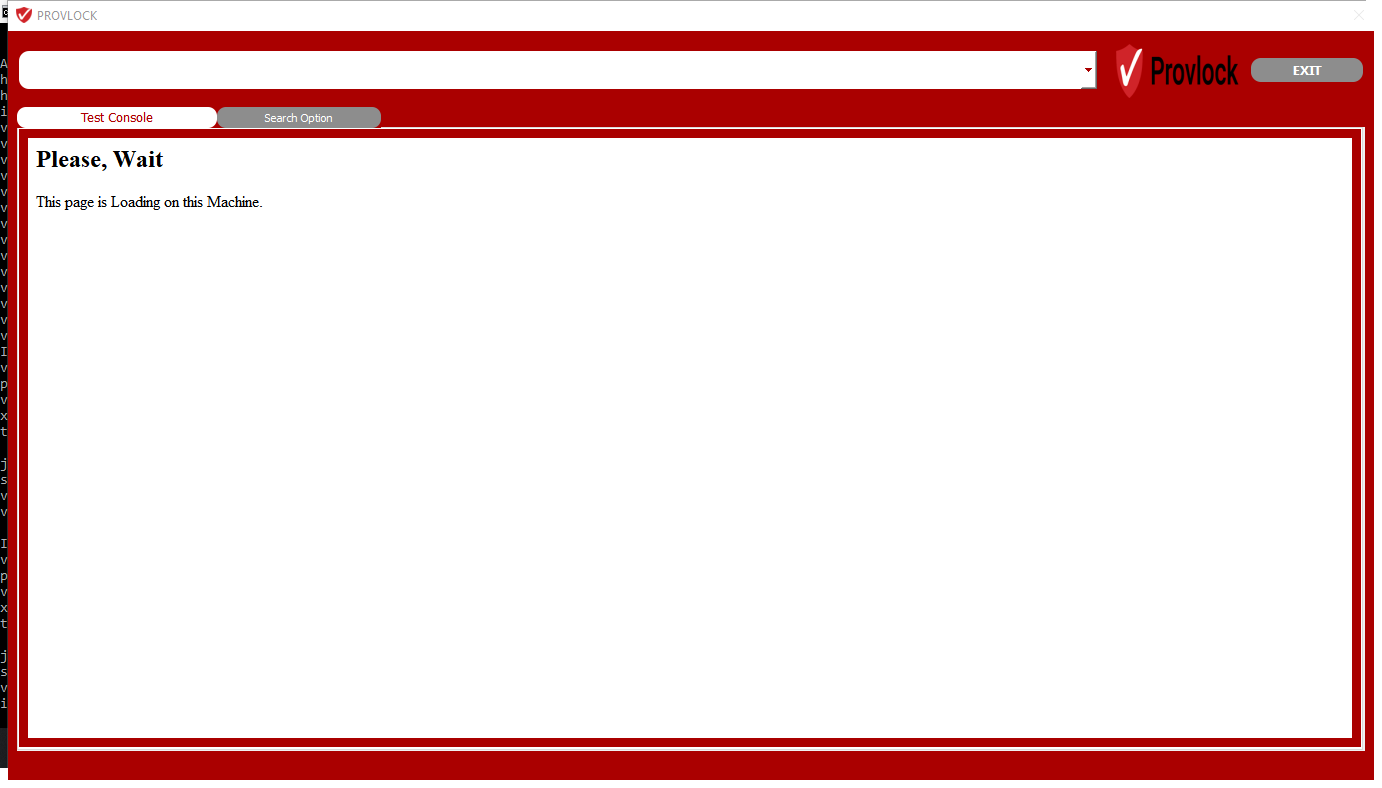 PROVLOCK
Provlock
EXIT
Test Console
Search Option
Please, Wait
This page is Loading on this Machine.
A
h
h
i
v
v
v
v
v
v
v
v
v
v
v
v
v
v
I
v
p
v
x
t
j
s
v
v
I
v
p
v
x
t
j
s
v
i